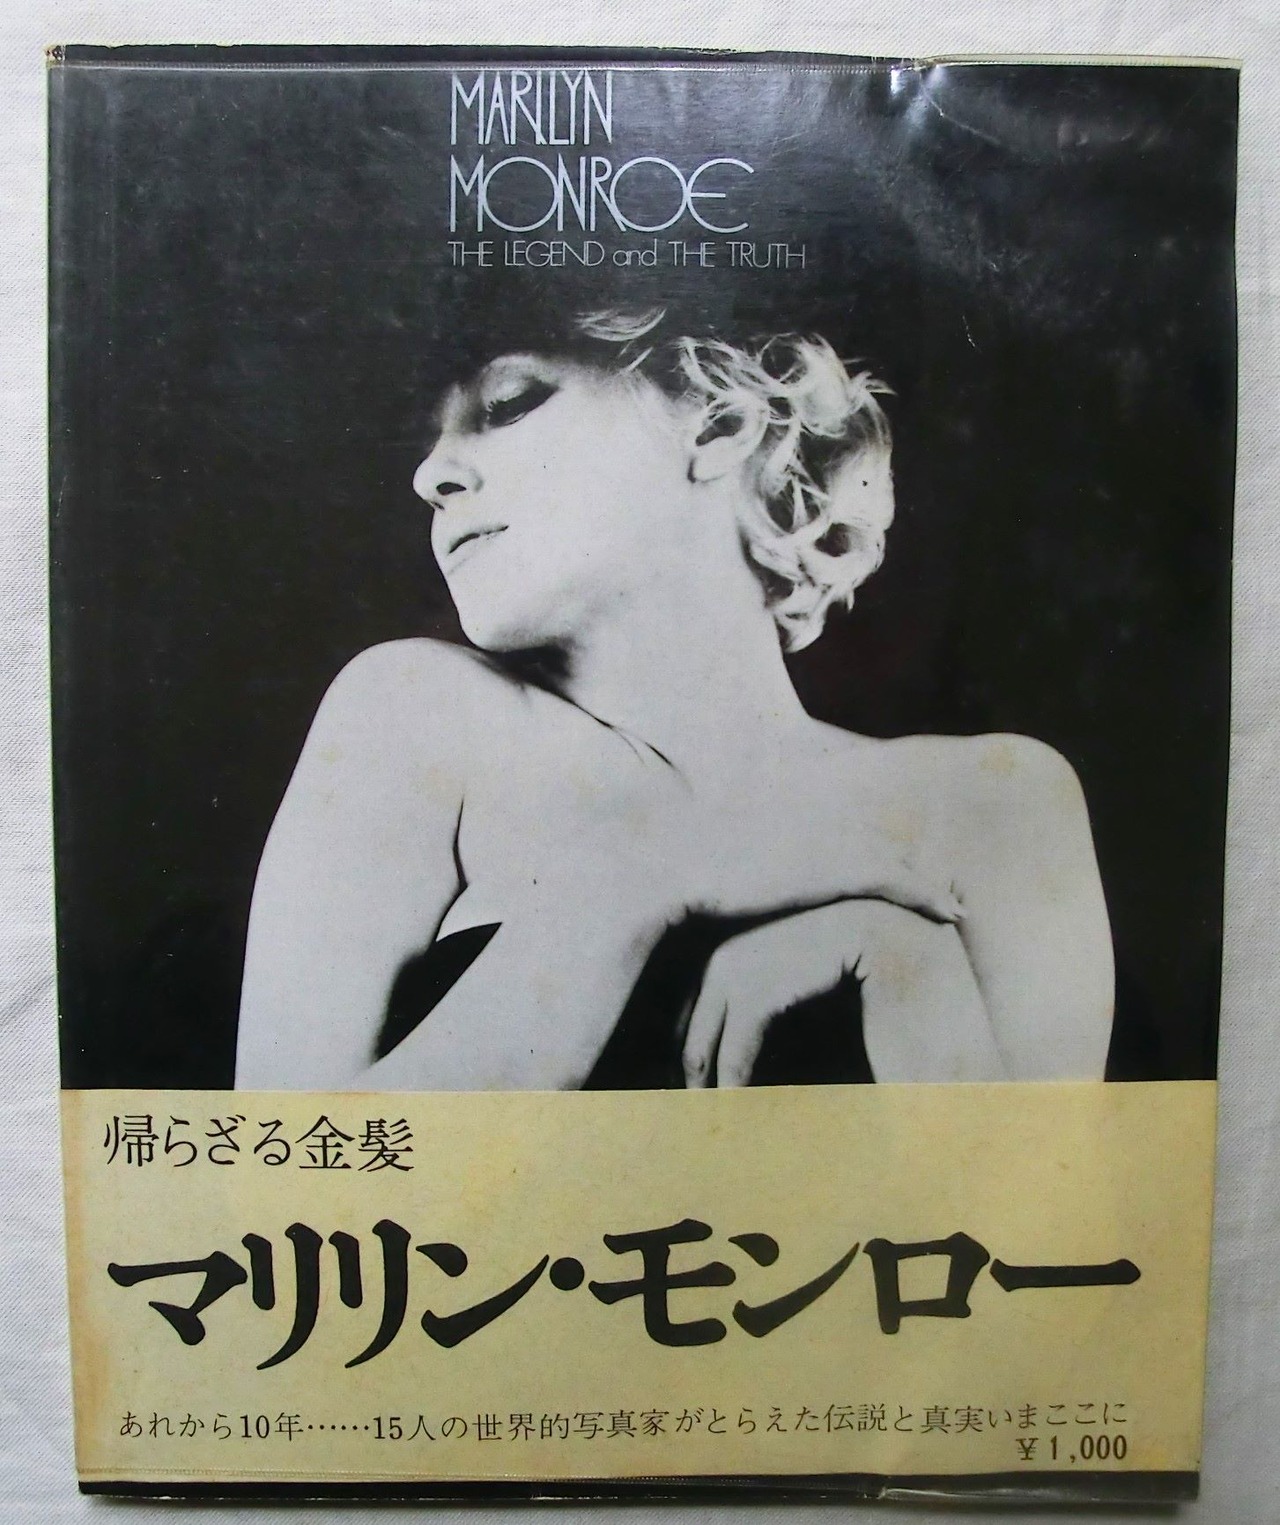 MARILYN
MONROE
THE LEGEND and THE TRUTH
帰らざる金髪
マリリン・モンロー
あれから10年……15人の世界的写真家がとらえた伝説と真実いまここに
¥1,000